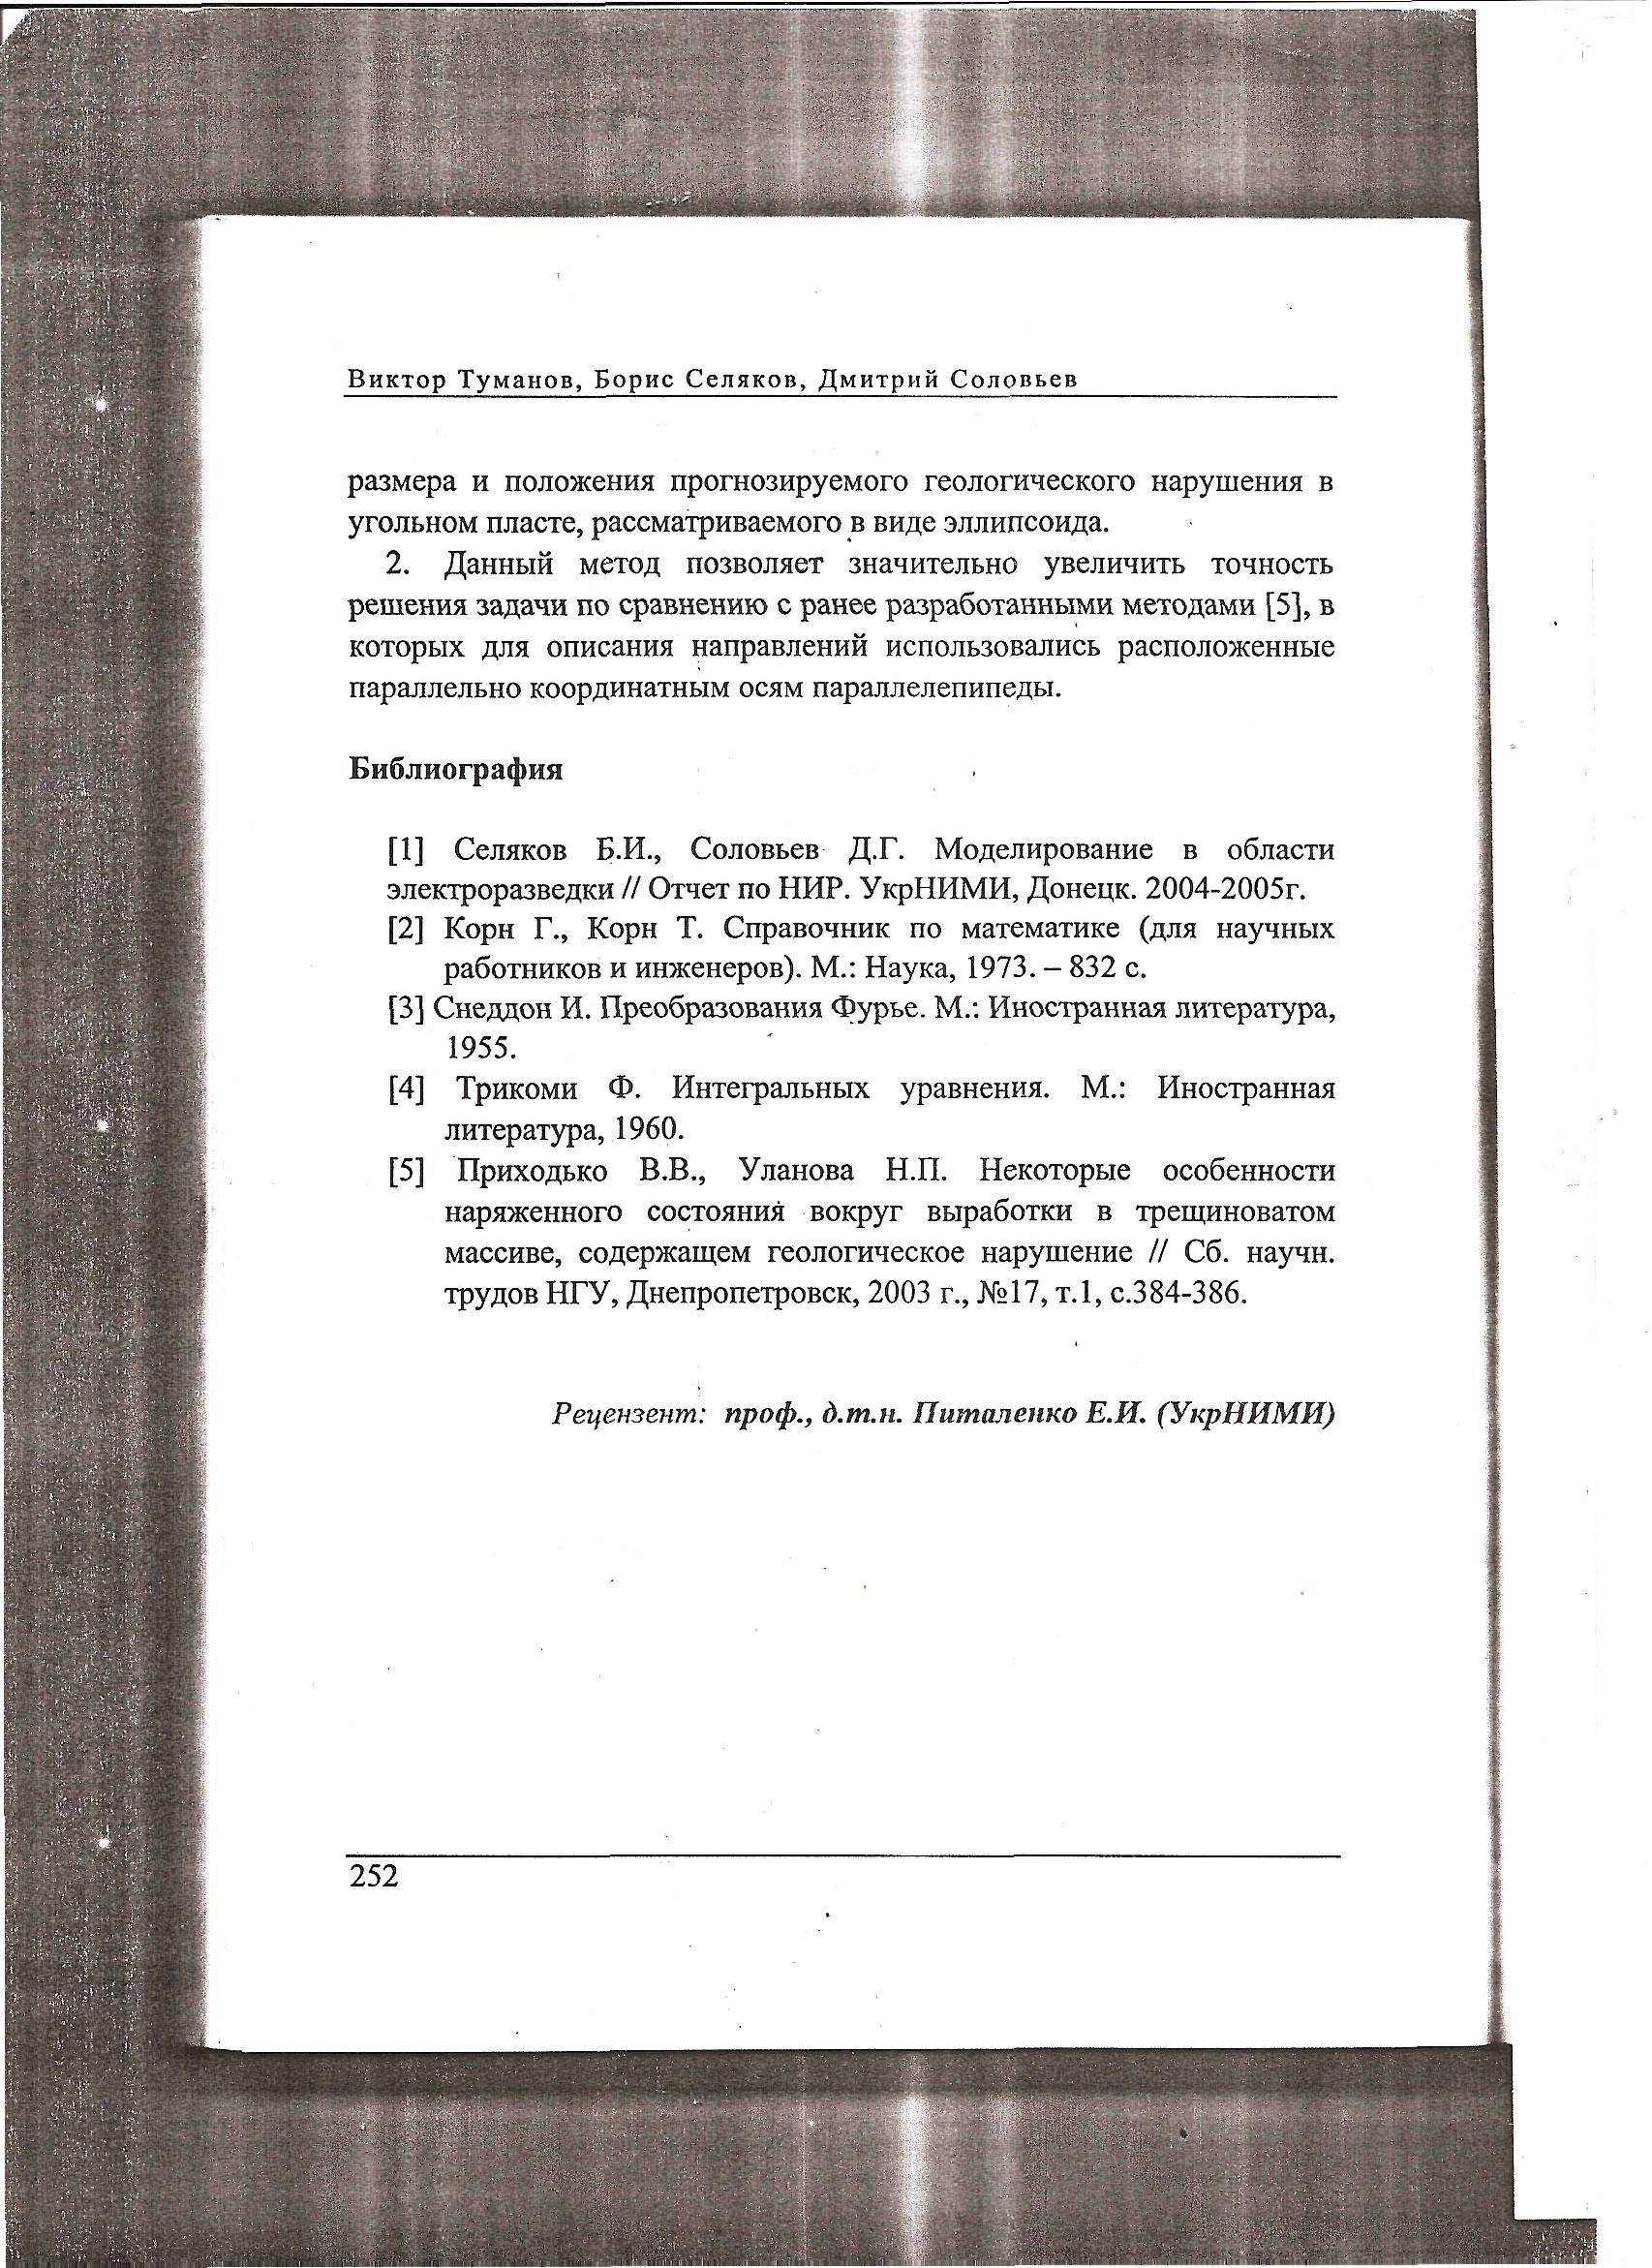 Виктор Туманов, Борис Селяков, Дмитрий Соловьев
размера и положения прогнозируемого геологического нарушения в
угольном пласте, рассматриваемого в виде эллипсоида.
2. Данный метод позволяет значительно увеличить точность
решения задачи по сравнению с ранее разработанными методами [5], в
которых для описания направлений использовались расположенные
параллельно координатным осям параллелепипеды.
Библиография
[1] Селяков Б.И., Соловьев Д.Г. Моделирование в области
электроразведки // Отчет по НИР. УкрНИМИ, Донецк. 2004-2005г.
[2] Корн Г., Корн Т. Справочник по математике (для научных
работников и инженеров). М.: Наука, 1973. – 832 с.
[3] Снеддон И. Преобразования Фурье. М.: Иностранная литература,
1955.
[4] Трикоми Ф. Интегральных уравнения. М.: Иностранная
литература, 1960.
[5] Приходько В.В., Уланова Н.П. Некоторые особенности
наряженного состояния вокруг выработки в трещиноватом
массиве, содержащем геологическое нарушение // Сб. научн.
трудов НГУ, Днепропетровск, 2003 г., №17, т.1, с.384-386.
Рецензент: проф., д.т.н. Питаленко Е.И. (УкрНИМИ)
252